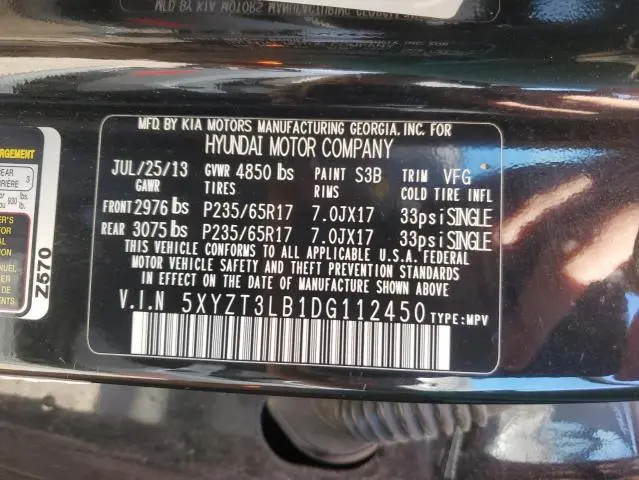 MFD. BY KIA MOTORS MANUFACTURING GEORGIA, INC. FOR
HYUNDAI MOTOR COMPANY
JUL/25/13 GVWR 4850 lbs PAINT S3B TRIM VFG
GAWR TIRES RIMS COLD TIRE INFL
FRONT 2976 lbs P235/65R17 7.0JX17 33psi SINGLE
REAR 3075 lbs P235/65R17 7.0JX17 33psi SINGLE
THIS VEHICLE CONFORMS TO ALL APPLICABLE U.S.A. FEDERAL
MOTOR VEHICLE SAFETY AND THEFT PREVENTION STANDARDS
IN EFFECT ON THE DATE OF MANUFACTURE SHOWN ABOVE.
V.I.N 5XYZT3LB1DG112450 TYPE:MPV
REAR
3
Z670